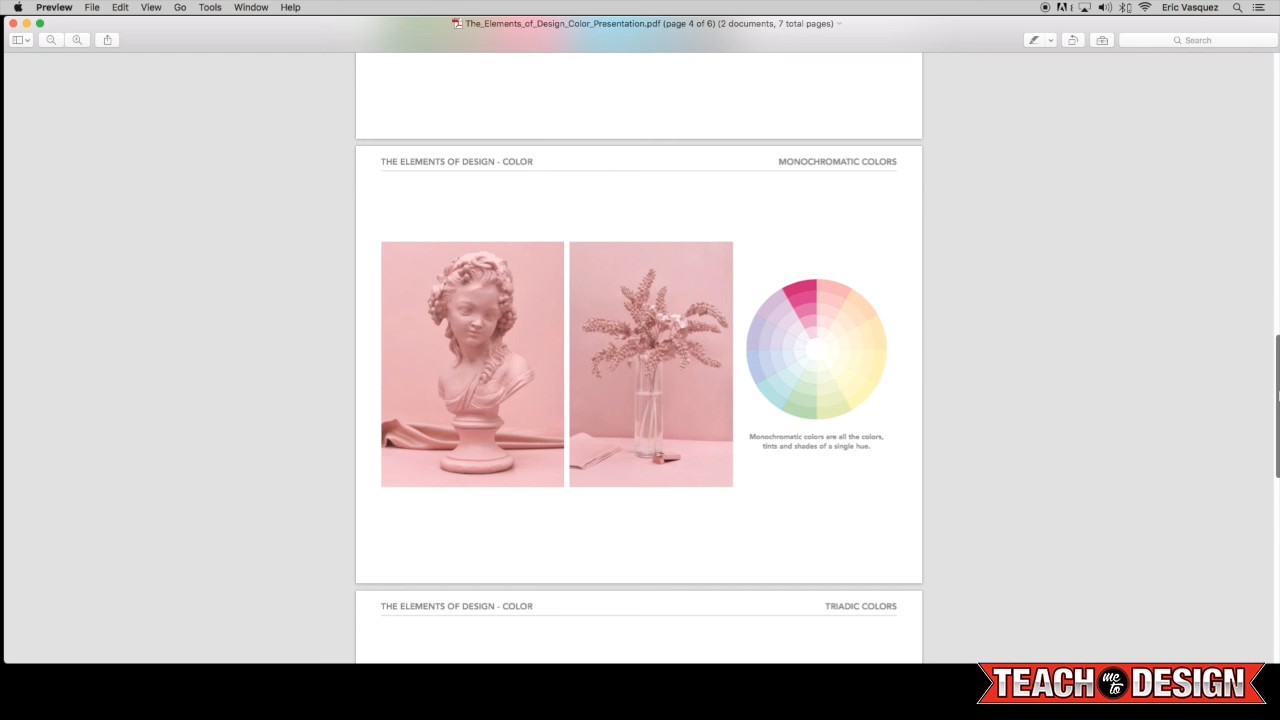 Preview File Edit View Go Tools Window Help Eric Vasquez
The_Elements_of_Design_Color_Presentation.pdf (page 4 of 6) (2 documents, 7 total pages)
Search
THE ELEMENTS OF DESIGN - COLOR MONOCHROMATIC COLORS
Monochromatic colors are all the colors,
tints and shades of a single hue.
THE ELEMENTS OF DESIGN - COLOR TRIADIC COLORS
TEACH me to DESIGN